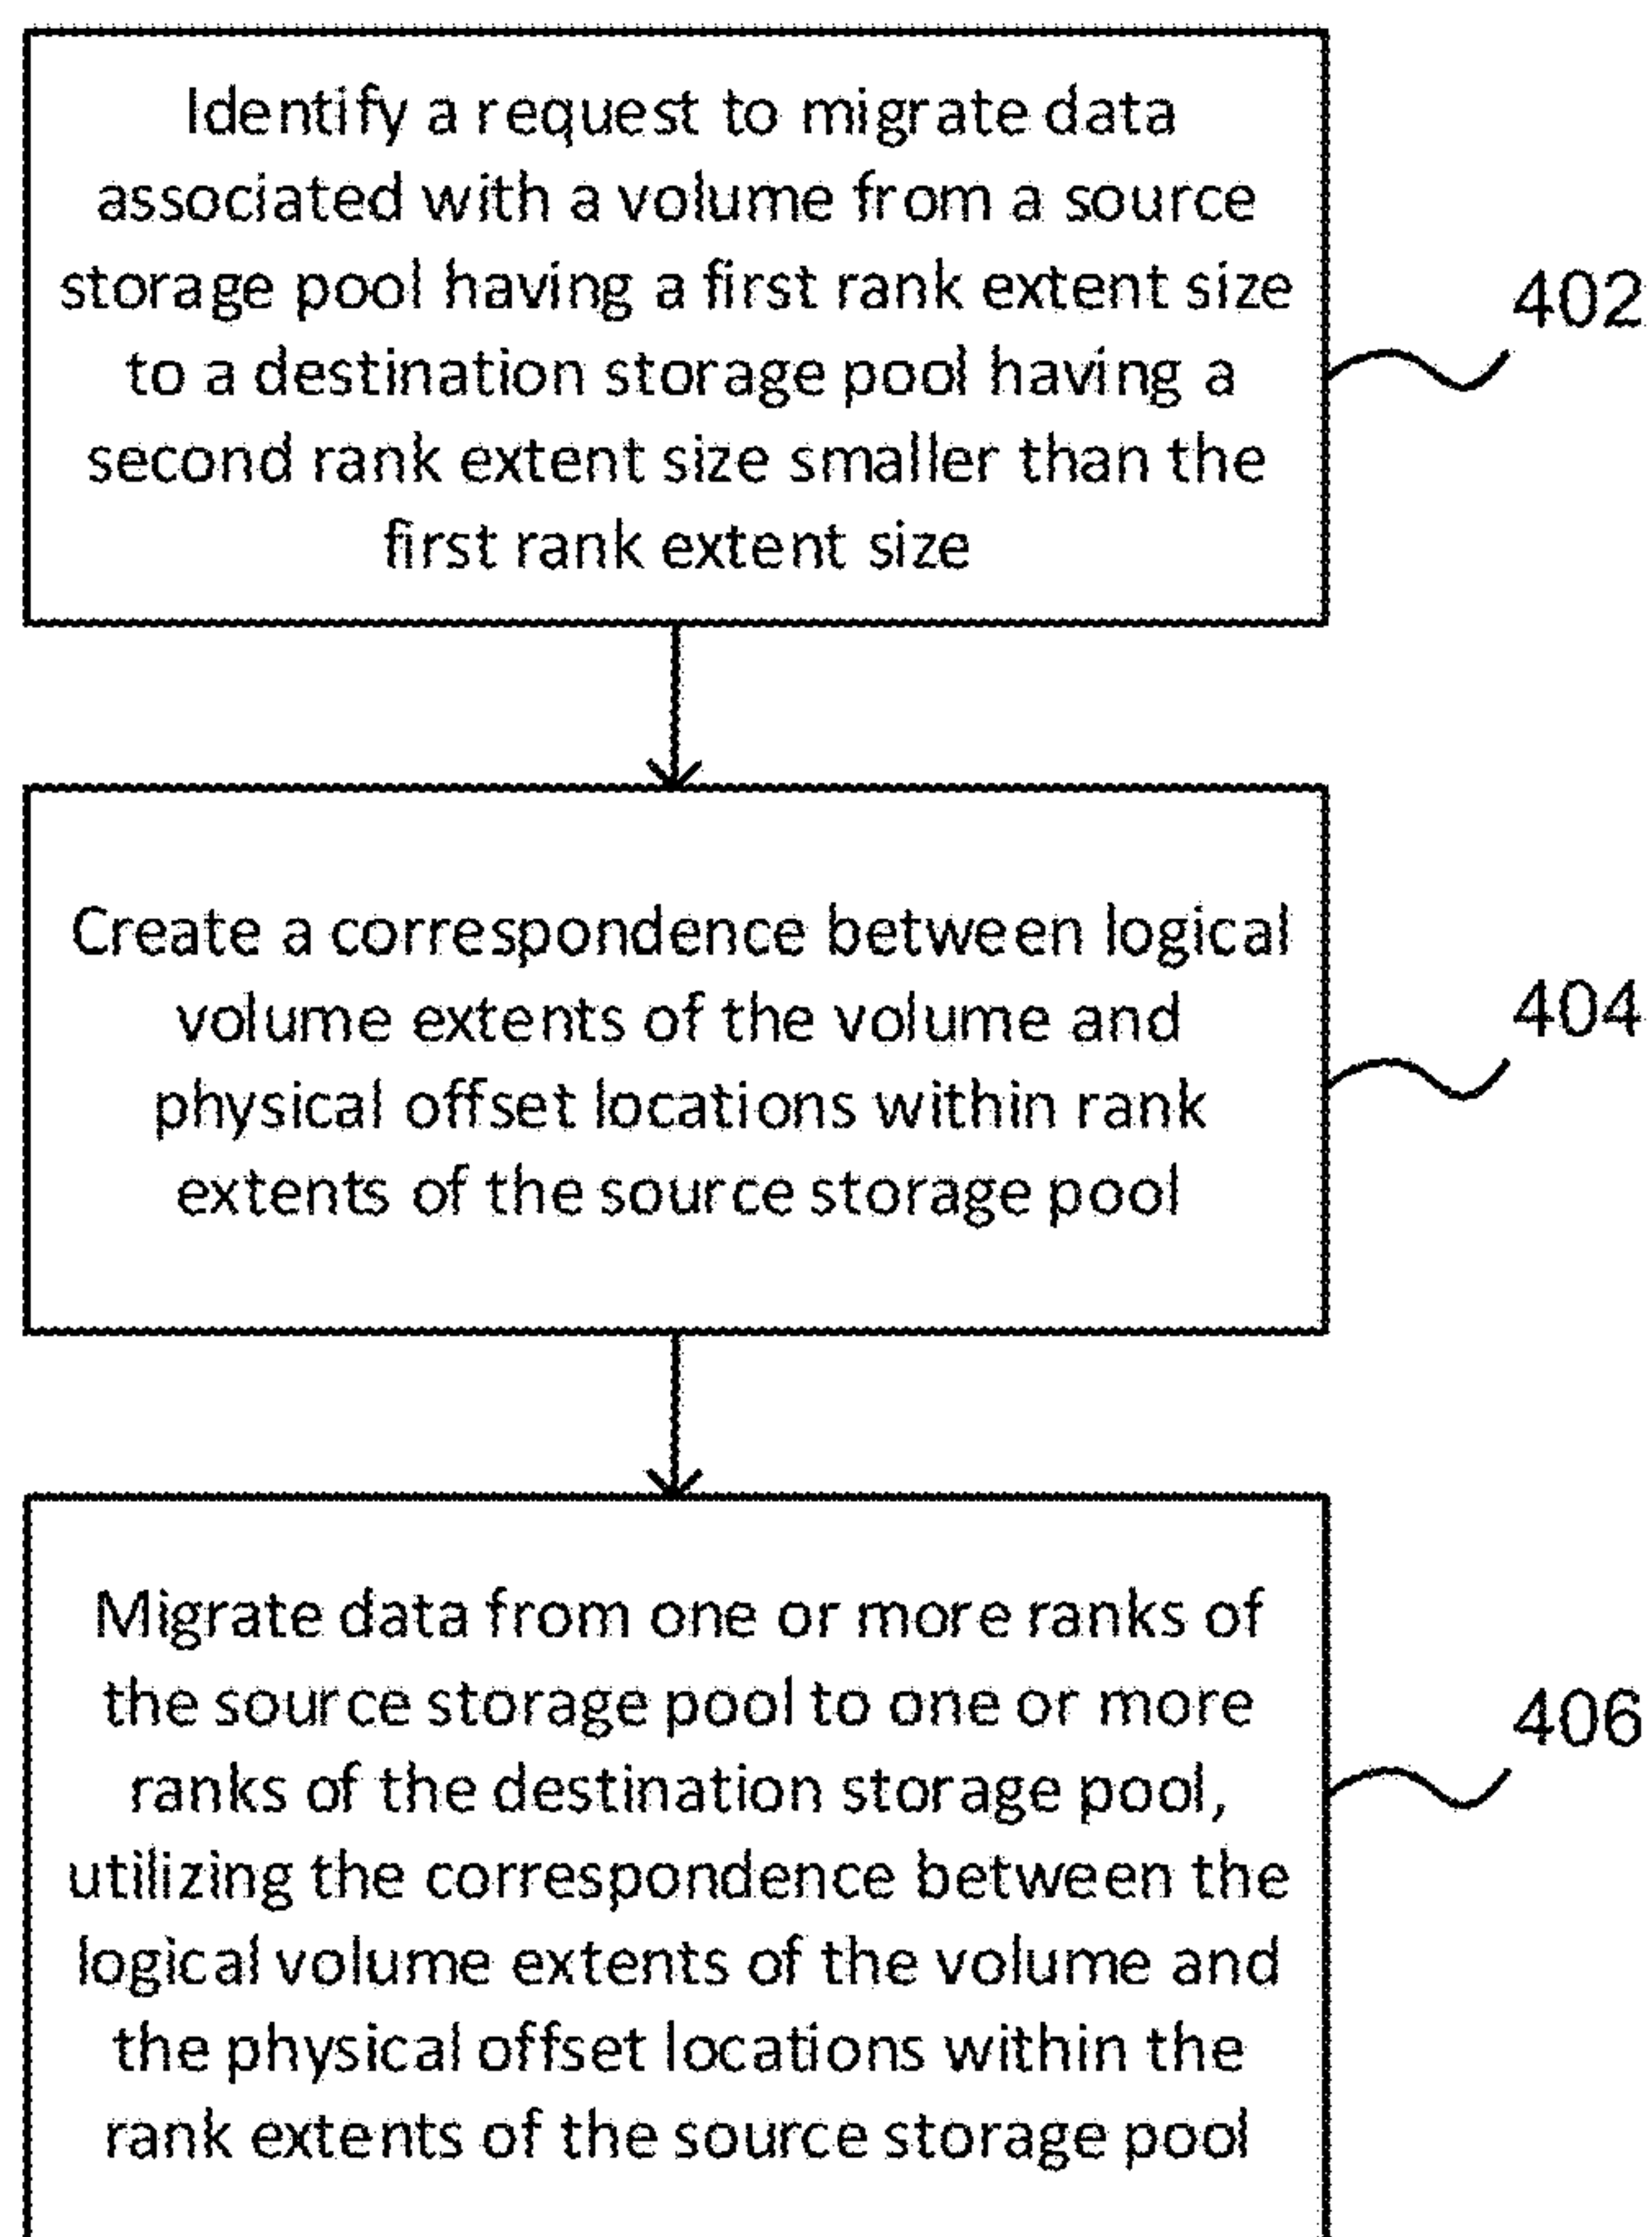 Identify a request to migrate data
associated with a volume from a source
storage pool having a first rank extent size
to a destination storage pool having a
second rank extent size smaller than the
first rank extent size
402
Create a correspondence between logical
volume extents of the volume and
physical offset locations within rank
extents of the source storage pool
404
Migrate data from one or more ranks of
the source storage pool to one or more
ranks of the destination storage pool,
utilizing the correspondence between the
logical volume extents of the volume and
the physical offset locations within the
rank extents of the source storage pool
406